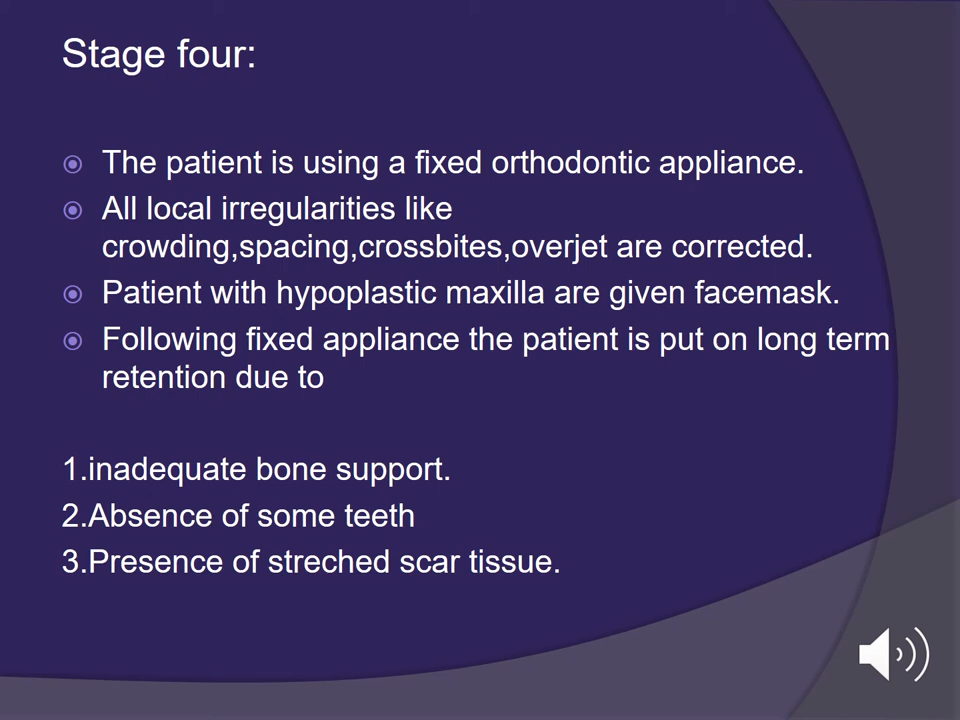 Stage four:
The patient is using a fixed orthodontic appliance.
All local irregularities like
crowding,spacing,crossbites,overjet are corrected.
Patient with hypoplastic maxilla are given facemask.
Following fixed appliance the patient is put on long term
retention due to
1.inadequate bone support.
2.Absence of some teeth
3.Presence of streched scar tissue.